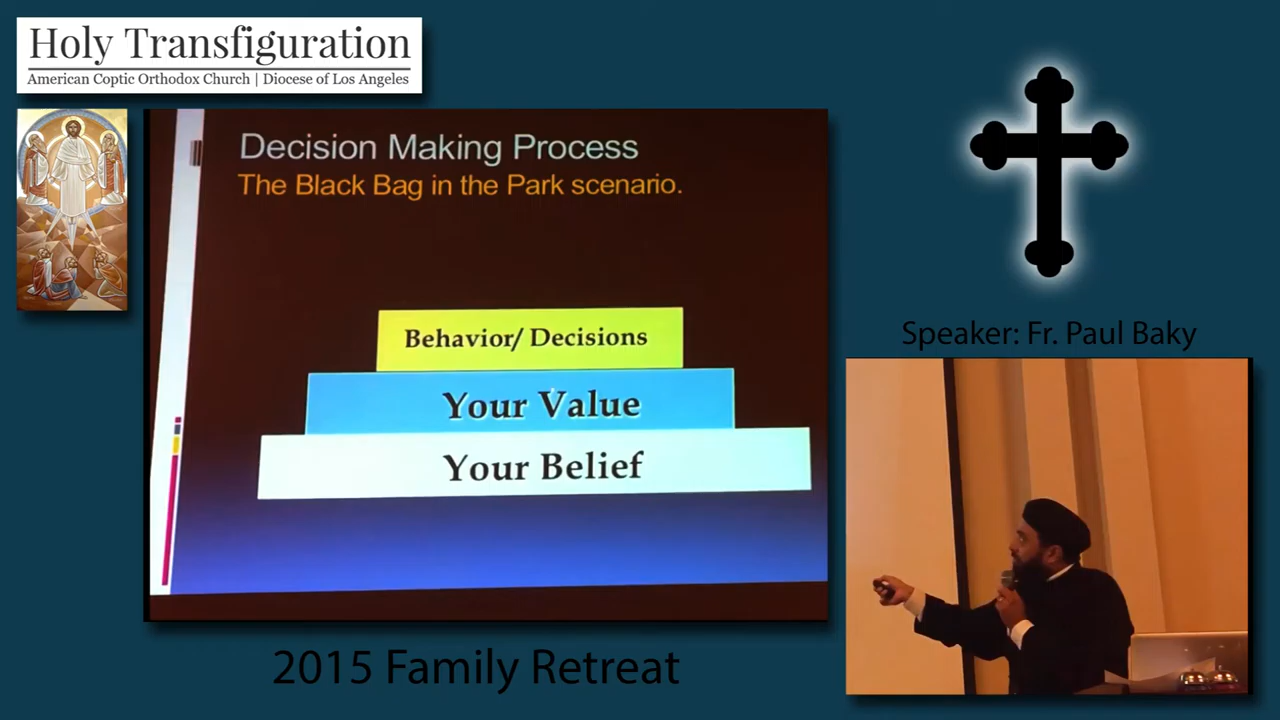 Holy Transfiguration
American Coptic Orthodox Church | Diocese of Los Angeles
Decision Making Process
The Black Bag in the Park scenario.
Behavior/ Decisions
Your Value
Your Belief
Speaker: Fr. Paul Baky
2015 Family Retreat